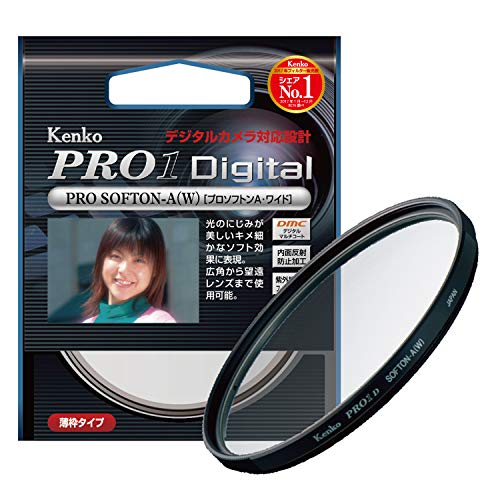 Kenko
シェア
No.1
Kenko
デジタルカメラ対応設計
PRO1 Digital
PRO SOFTON-A(W) [プロソフトンA・ワイド]
光のにじみが
美しいキメ細
かなソフト効
果に表現。
広角から望遠
レンズまで使
用可能。
DMC
デジタル
マルチコート
内面反射
防止加工
薄枠タイプ
Kenko PRO1D SOFTON-A(W)
JAPAN